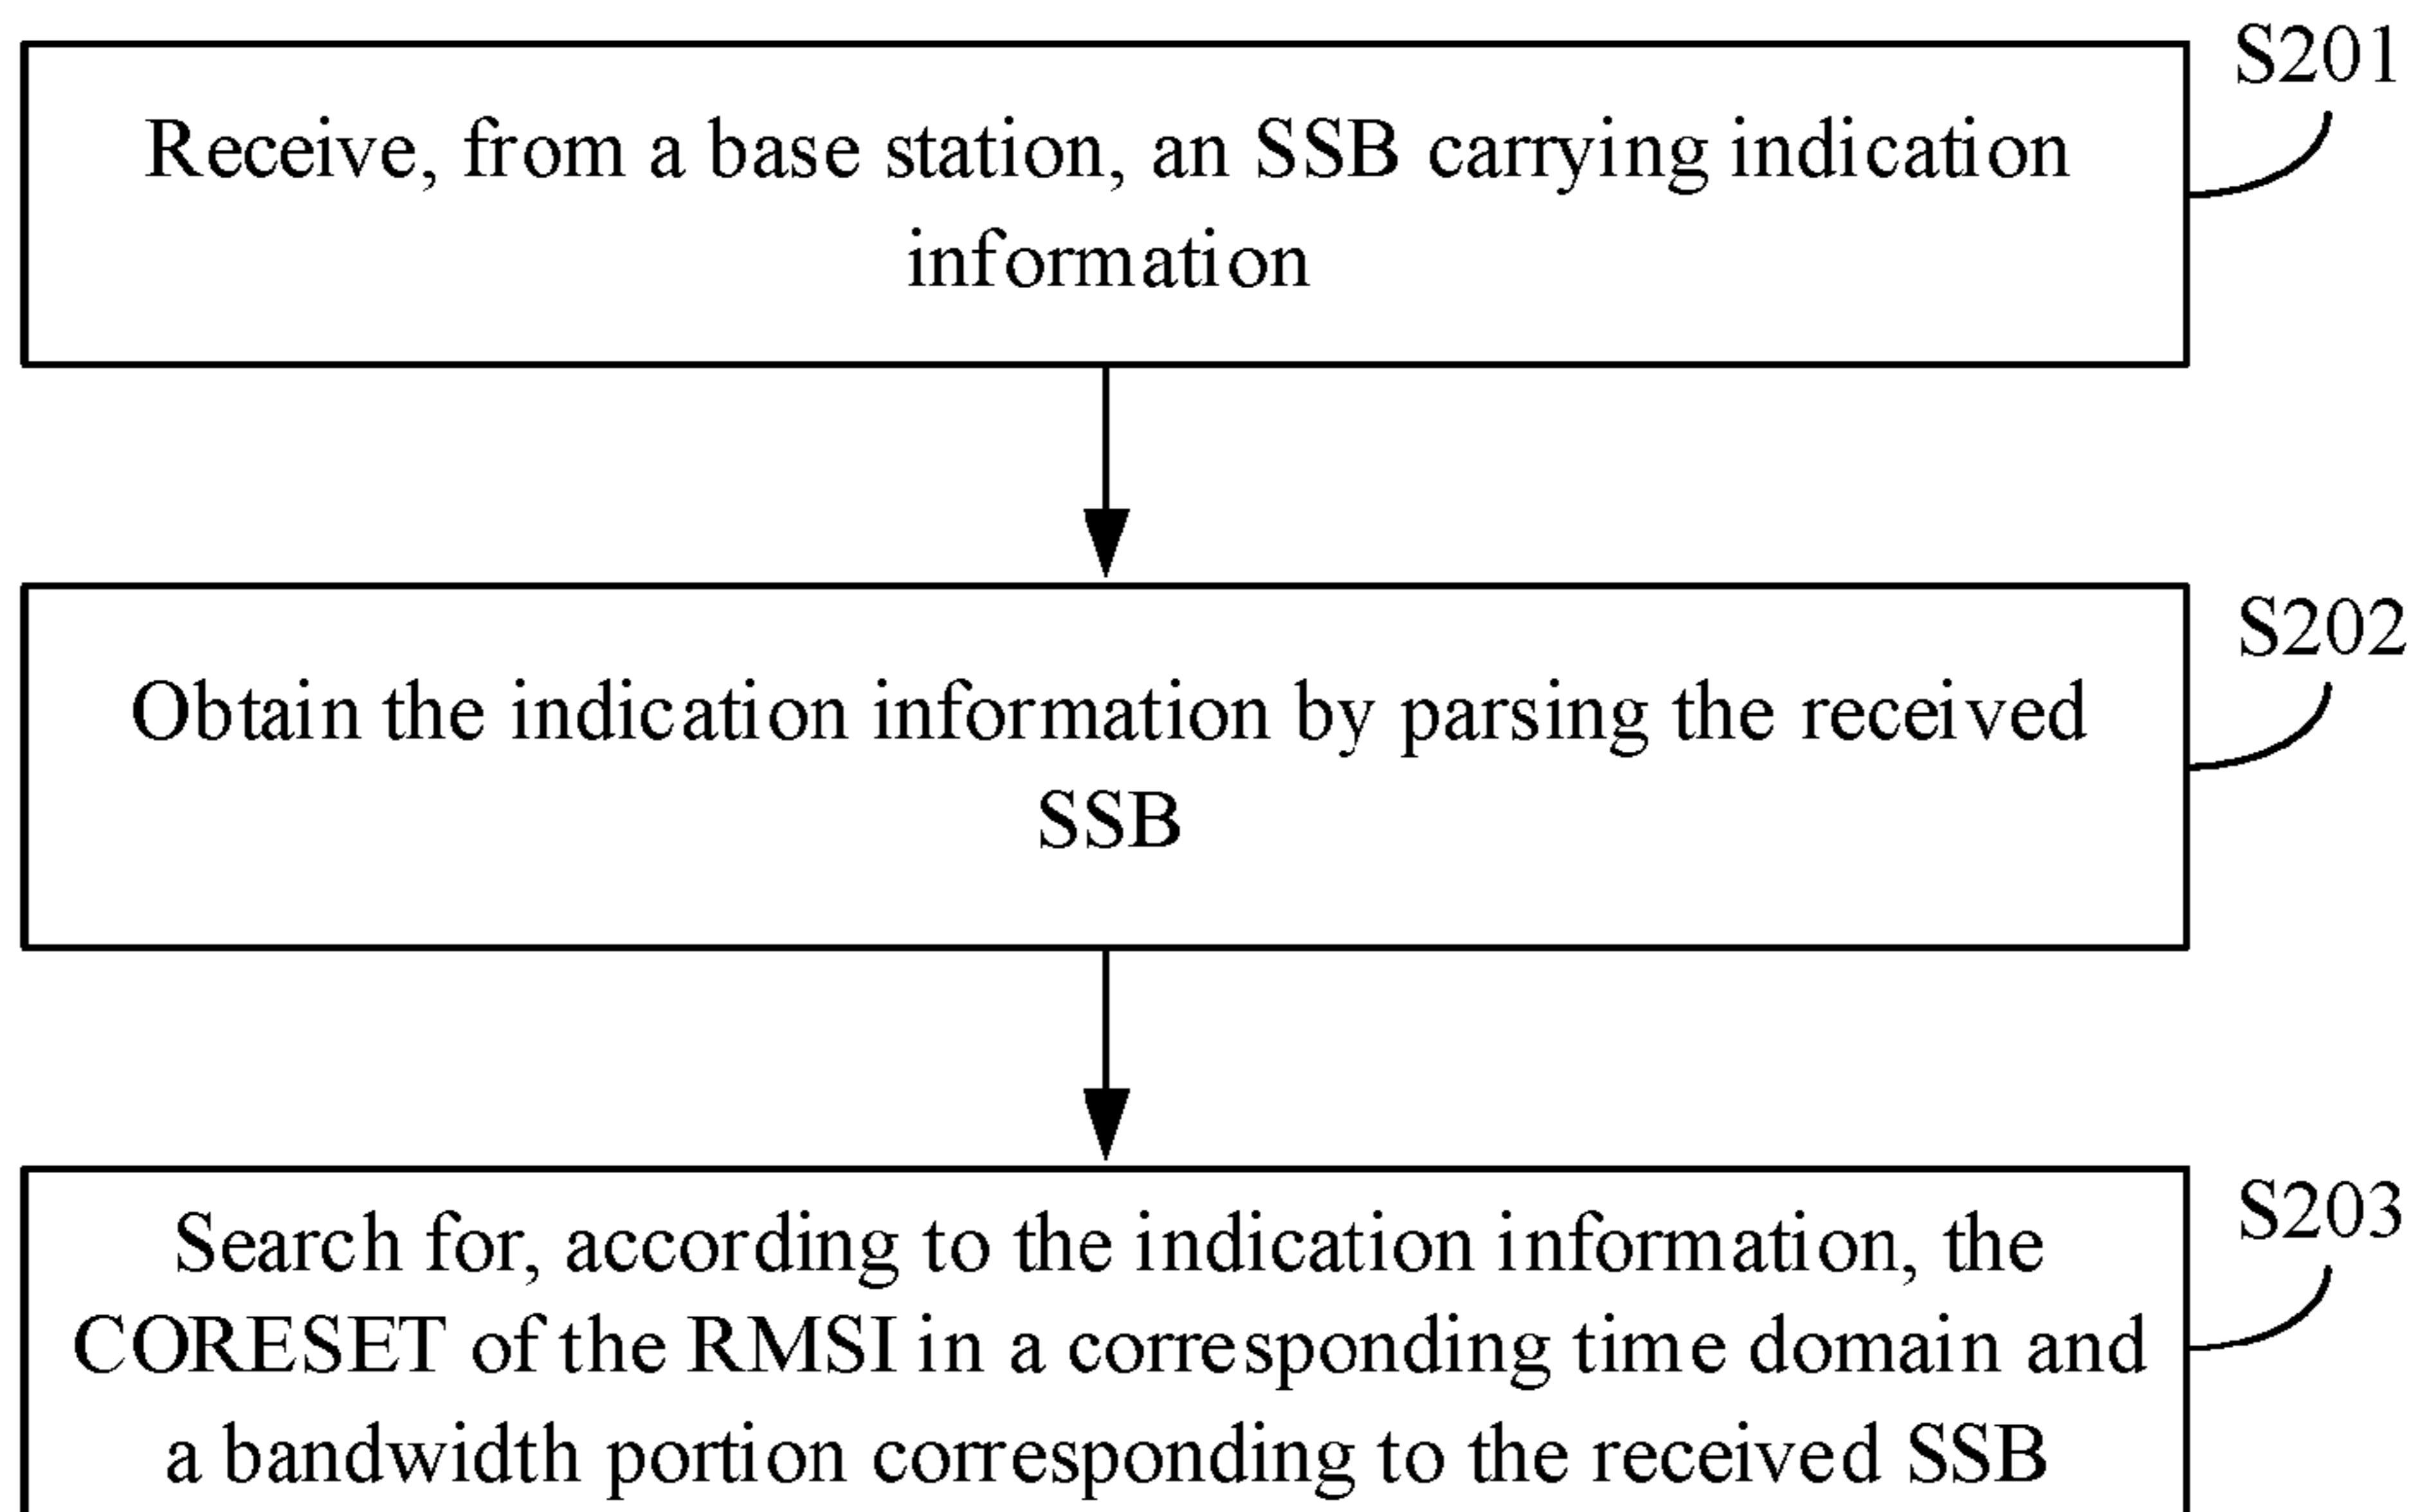 S201
Receive, from a base station, an SSB carrying indication
information
S202
Obtain the indication information by parsing the received
SSB
S203
Search for, according to the indication information, the
CORESET of the RMSI in a corresponding time domain and
a bandwidth portion corresponding to the received SSB